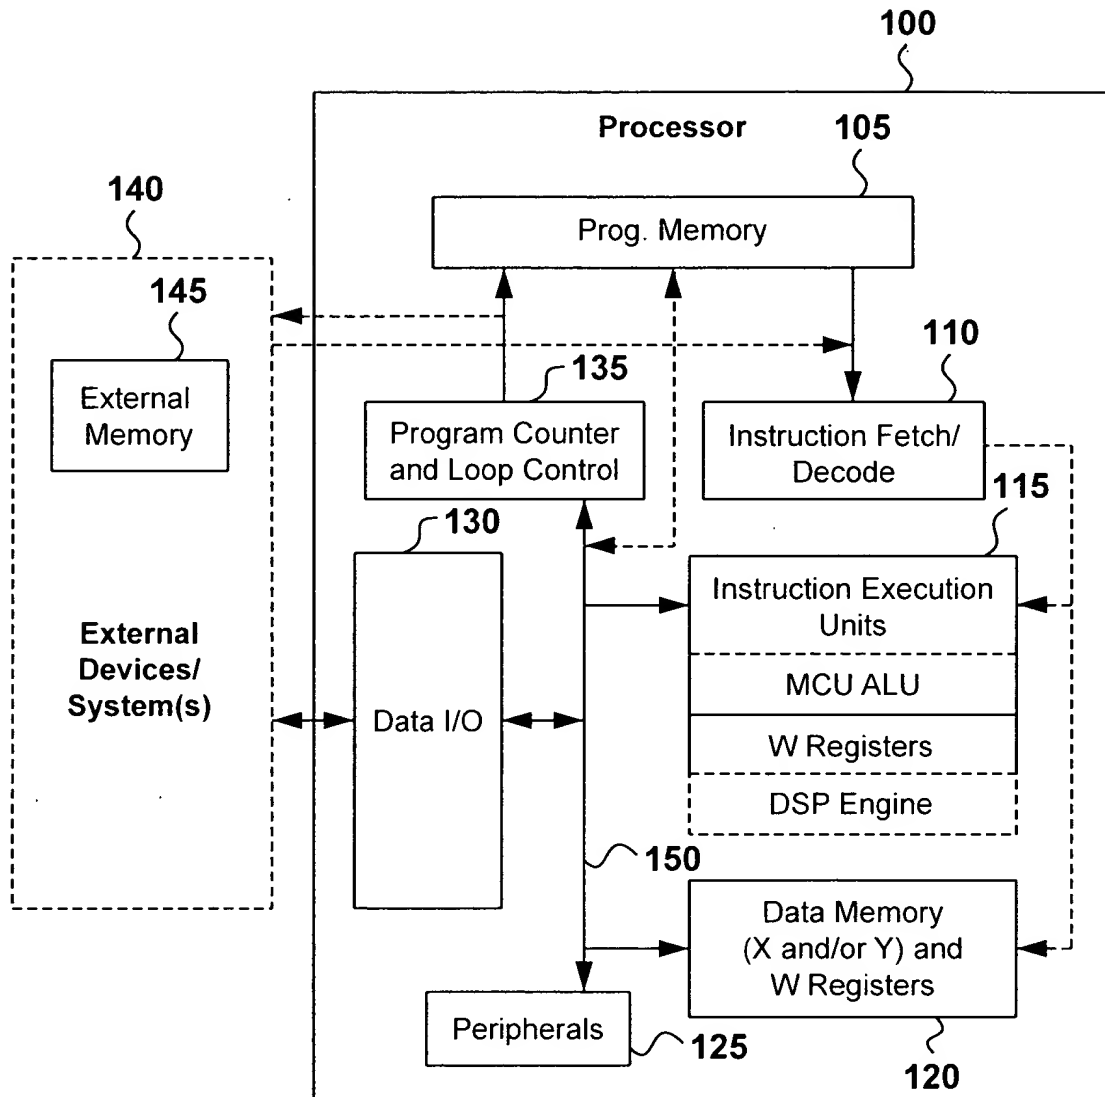 100
Processor
105
Prog. Memory
140
145
External
Memory
135
110
Program Counter
and Loop Control
Instruction Fetch/
Decode
130
115
Instruction Execution
Units
External
Devices/
System(s)
MCU ALU
Data I/O
W Registers
DSP Engine
150
Data Memory
(X and/or Y) and
W Registers
Peripherals
125
120